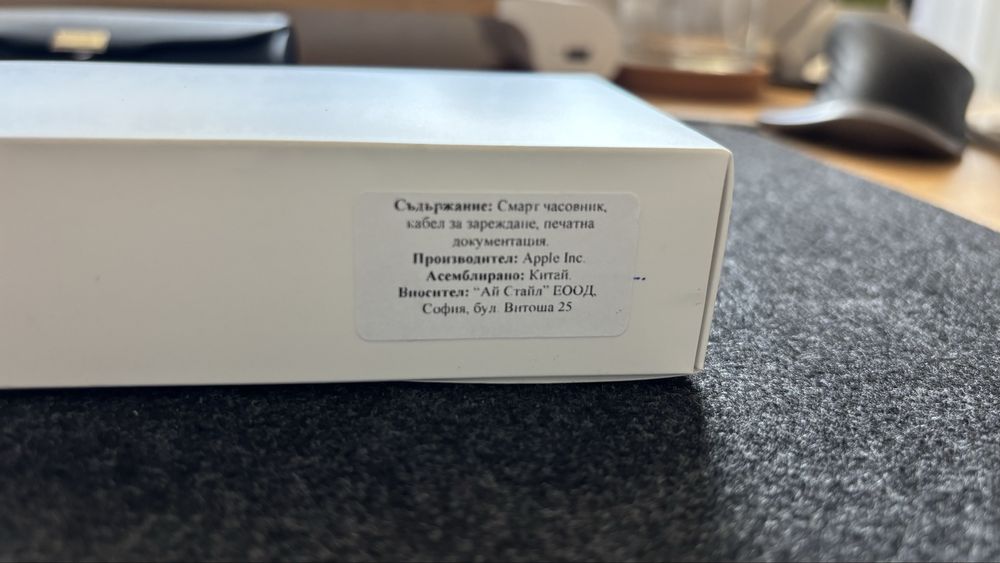 Съдържание: Смарт часовник,
кабел за зареждане, печатна
документация.
Производител: Apple Inc.
Асемблирано: Китай.
Вносител: “Ай Стайл” ЕООД,
София, бул. Витоша 25